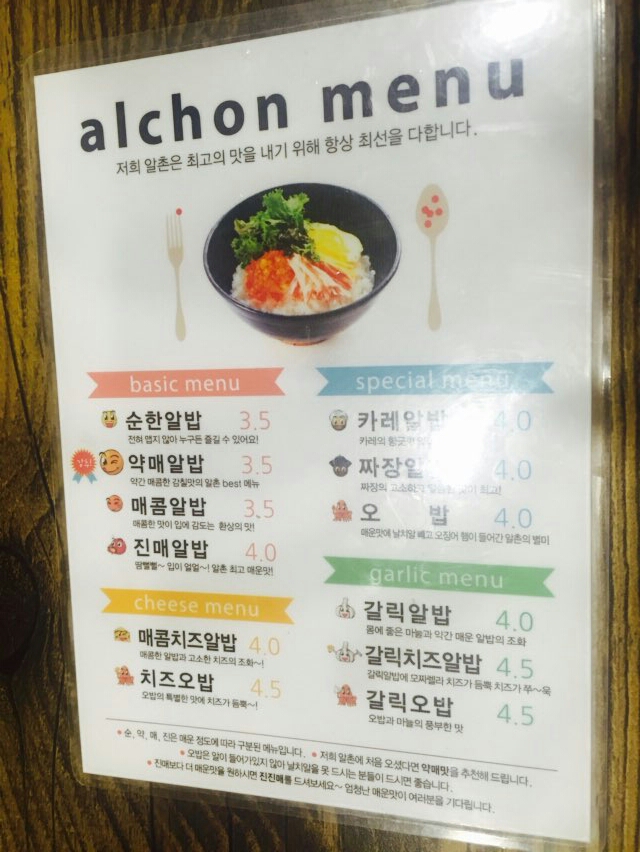 alchon menu
저희 알촌은 최고의 맛을 내기 위해 항상 최선을 다합니다.
basic menu
순한알밥 3.5
전혀 맵지 않아 누구든 즐길 수 있어요!
약매알밥 3.5
약간 매콤한 감칠맛의 알촌 best 메뉴
매콤알밥 3.5
매콤한 맛이 입에 감도는 환상의 맛!
진매알밥 4.0
땀뻘뻘~ 입이 얼얼~! 알촌 최고 매운맛!
cheese menu
매콤치즈알밥 4.0
매콤한 알밥과 고소한 치즈의 조화~!
치즈오밥 4.5
오밥의 특별한 맛에 치즈가 듬뿍~!
special menu
카레알밥 4.0
카레의
짜장알 4.0
짜장의 최고!
오 밥 4.0
매운맛에 날치알 빼고 오징어 햄이 들어간 알촌의 별미
garlic menu
갈릭알밥 4.0
몸에 좋은 마늘과 약간 매운 알밥의 조화
갈릭치즈알밥 4.5
갈릭알밥에 모짜렐라 치즈가 듬뿍 치즈가 쭈~욱
갈릭오밥 4.5
오밥과 마늘의 풍부한 맛
• 순, 약, 매, 진은 매운 정도에 따라 구분된 메뉴입니다. • 저희 알촌에 처음 오셨다면 약매맛을 추천해 드립니다.
• 오밥은 알이 들어가있지 않아 날치알을 못 드시는 분들이 드시면 좋습니다.
• 진매보다 더 매운맛을 원하시면 진진매를 드셔보세요~ 엄청난 매운맛이 여러분을 기다립니다.